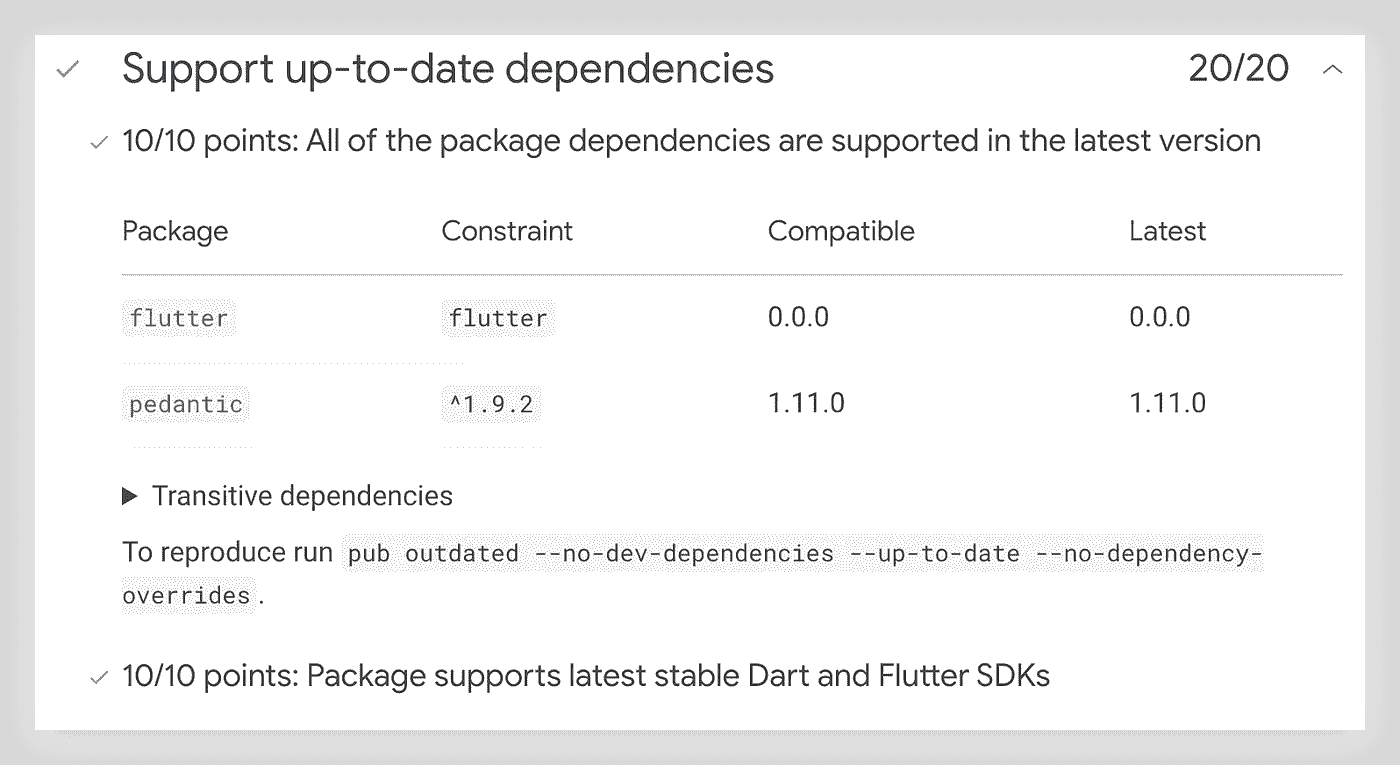 Support up-to-date dependencies 20/20
10/10 points: All of the package dependencies are supported in the latest version
Package Constraint Compatible Latest
flutter flutter 0.0.0 0.0.0
pedantic ^1.9.2 1.11.0 1.11.0
Transitive dependencies
To reproduce run pub outdated --no-dev-dependencies --up-to-date --no-dependency-
overrides.
10/10 points: Package supports latest stable Dart and Flutter SDKs